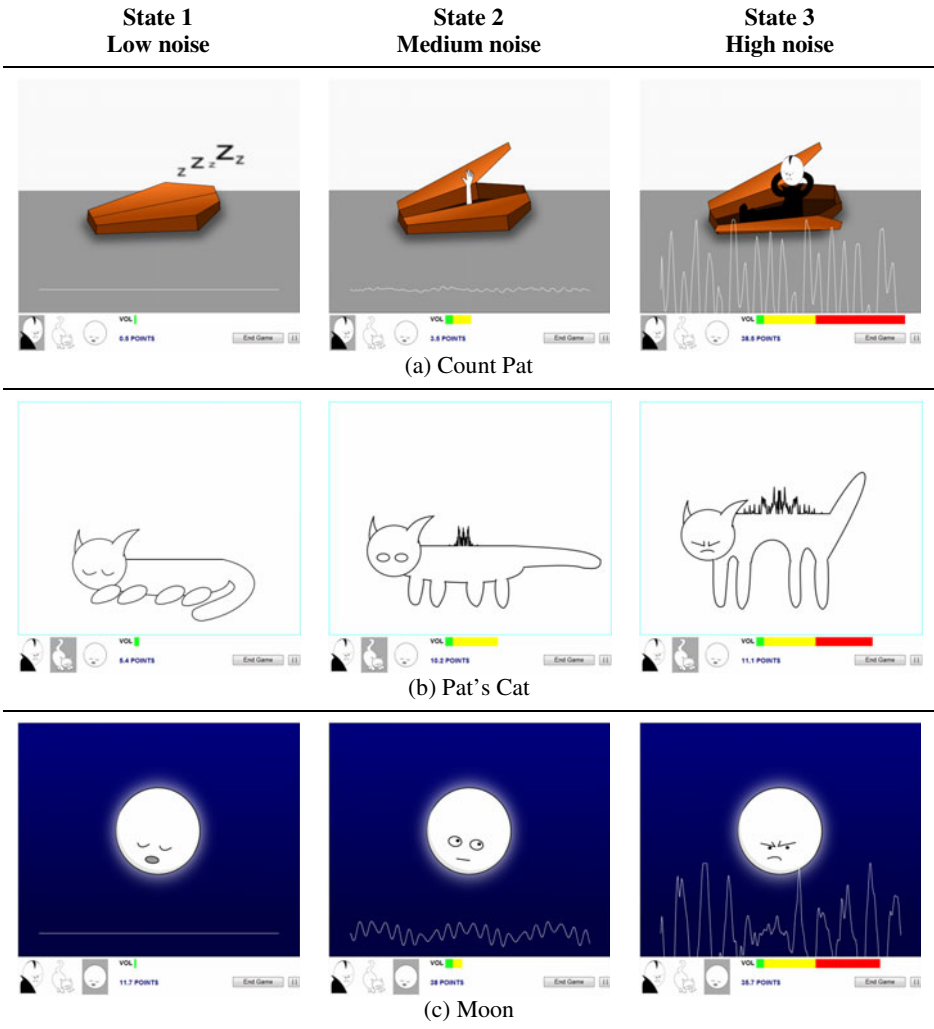 State 1 State 2 State 3
Low noise Medium noise High noise
z z z Z z
VOL VOL VOL
0.5 POINTS End Game [ ] 3.5 POINTS End Game [ ] 38.5 POINTS End Game [ ]
(a) Count Pat
VOL VOL VOL
5.4 POINTS End Game [ ] 10.2 POINTS End Game [ ] 11.1 POINTS End Game [ ]
(b) Pat's Cat
VOL VOL VOL
11.7 POINTS End Game [ ] 38 POINTS End Game [ ] 35.7 POINTS End Game [ ]
(c) Moon